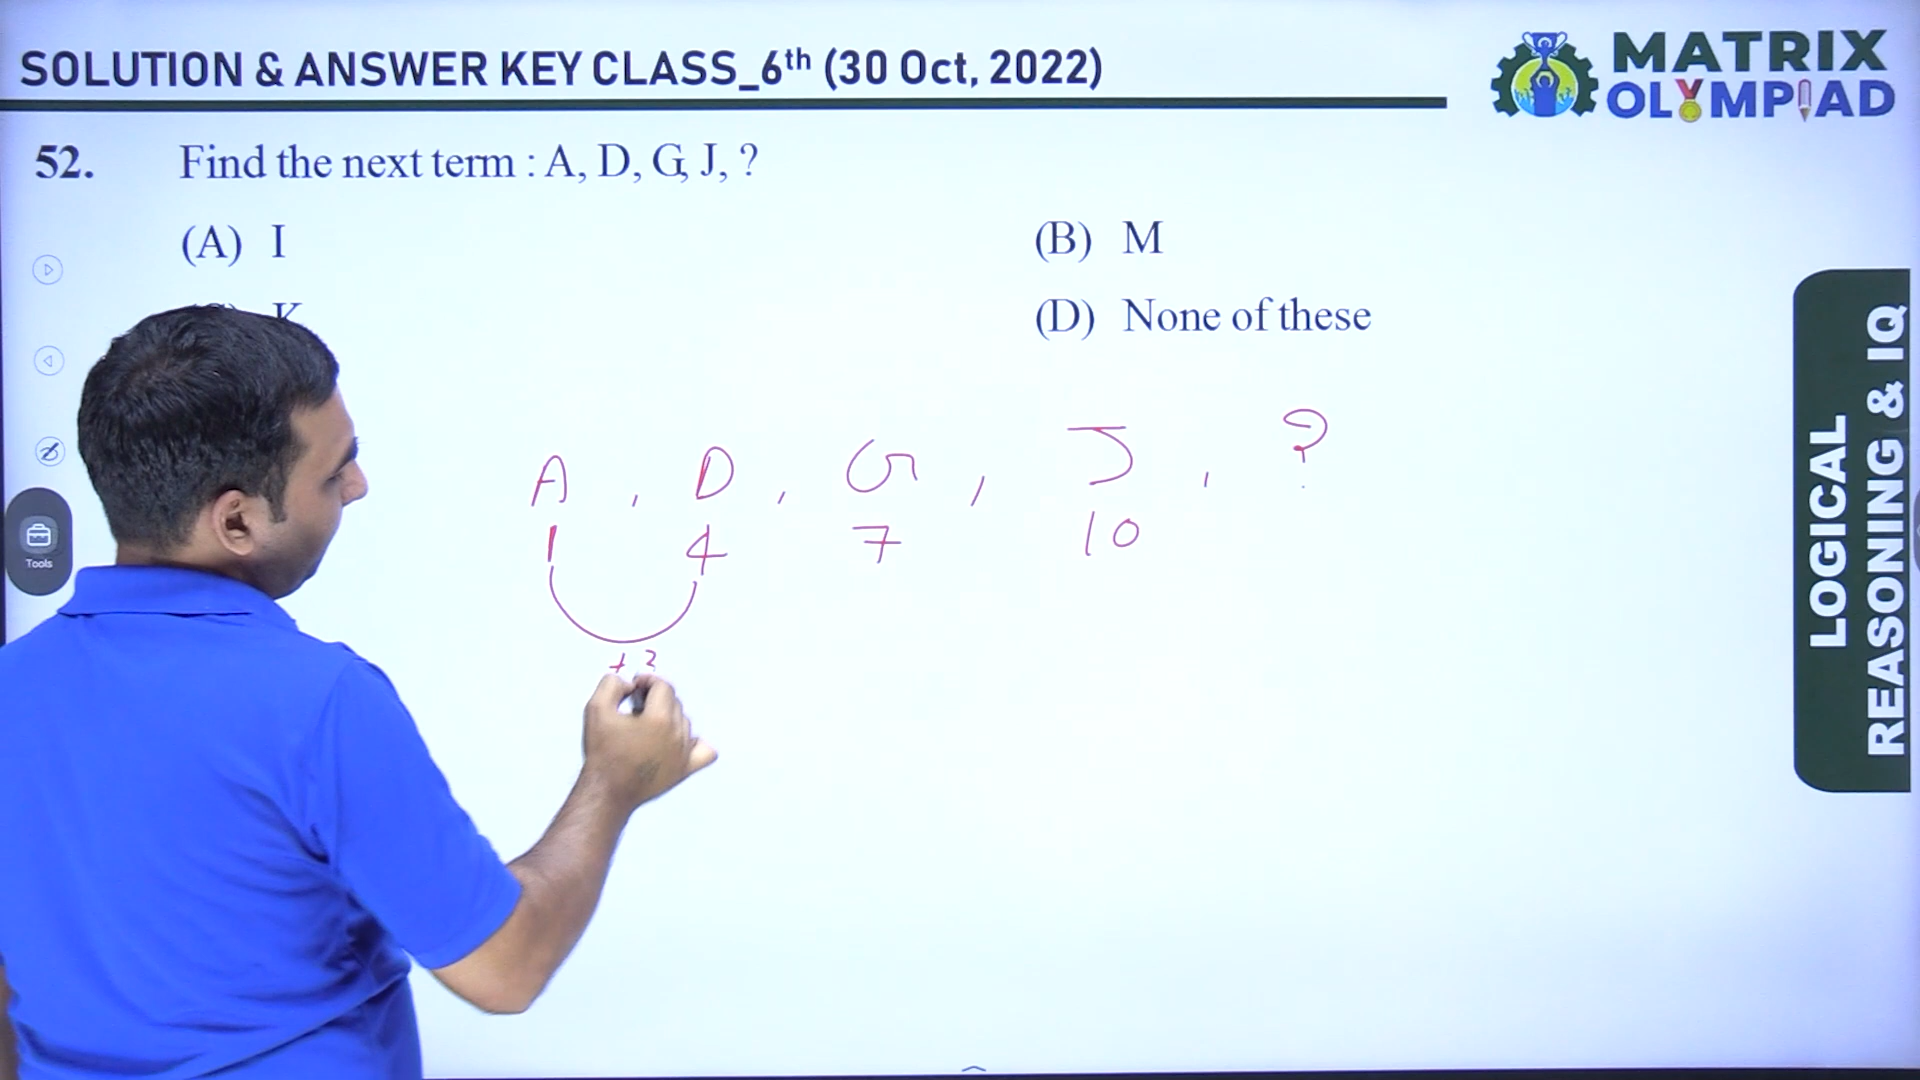 SOLUTION & ANSWER KEY CLASS_6th (30 Oct, 2022)
MATRIX
OLYMPIAD
52. Find the next term : A, D, G, J, ?
(A) I
(B) M
K
(D) None of these
A , D , G , J , ?
1 4 7 10
+
Tools
LOGICAL
REASONING & IQ